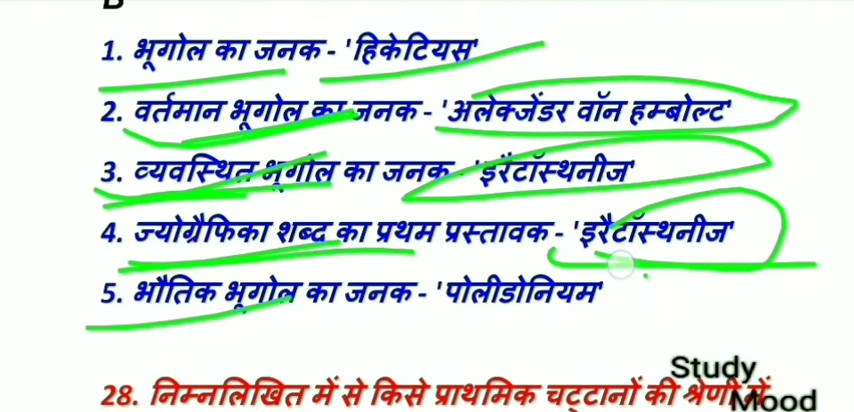 1. भूगोल का जनक - 'हिकेटियस'
2. वर्तमान भूगोल का जनक - 'अलेक्जेंडर वॉन हम्बोल्ट'
3. व्यवस्थित भूगोल का जनक - 'इरैटॉस्थनीज'
4. ज्योग्रैफिका शब्द का प्रथम प्रस्तावक - 'इरैटॉस्थनीज'
5. भौतिक भूगोल का जनक - 'पोलीडोनियम'
28. निम्नलिखित में से किसे प्राथमिक चट्टानों की श्रेणी में
Study
Mood